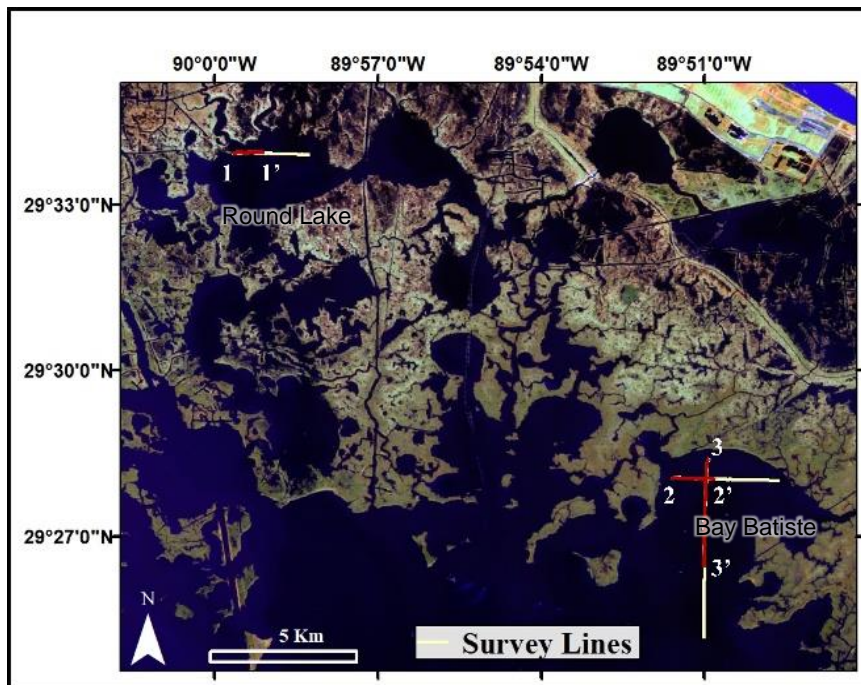 90°0'0"W 89°57'0"W 89°54'0"W 89°51'0"W
1 1’
29°33'0"N
Round Lake
29°30'0"N
3
2 2’
Bay Batiste
29°27'0"N
3’
N
5 Km
Survey Lines